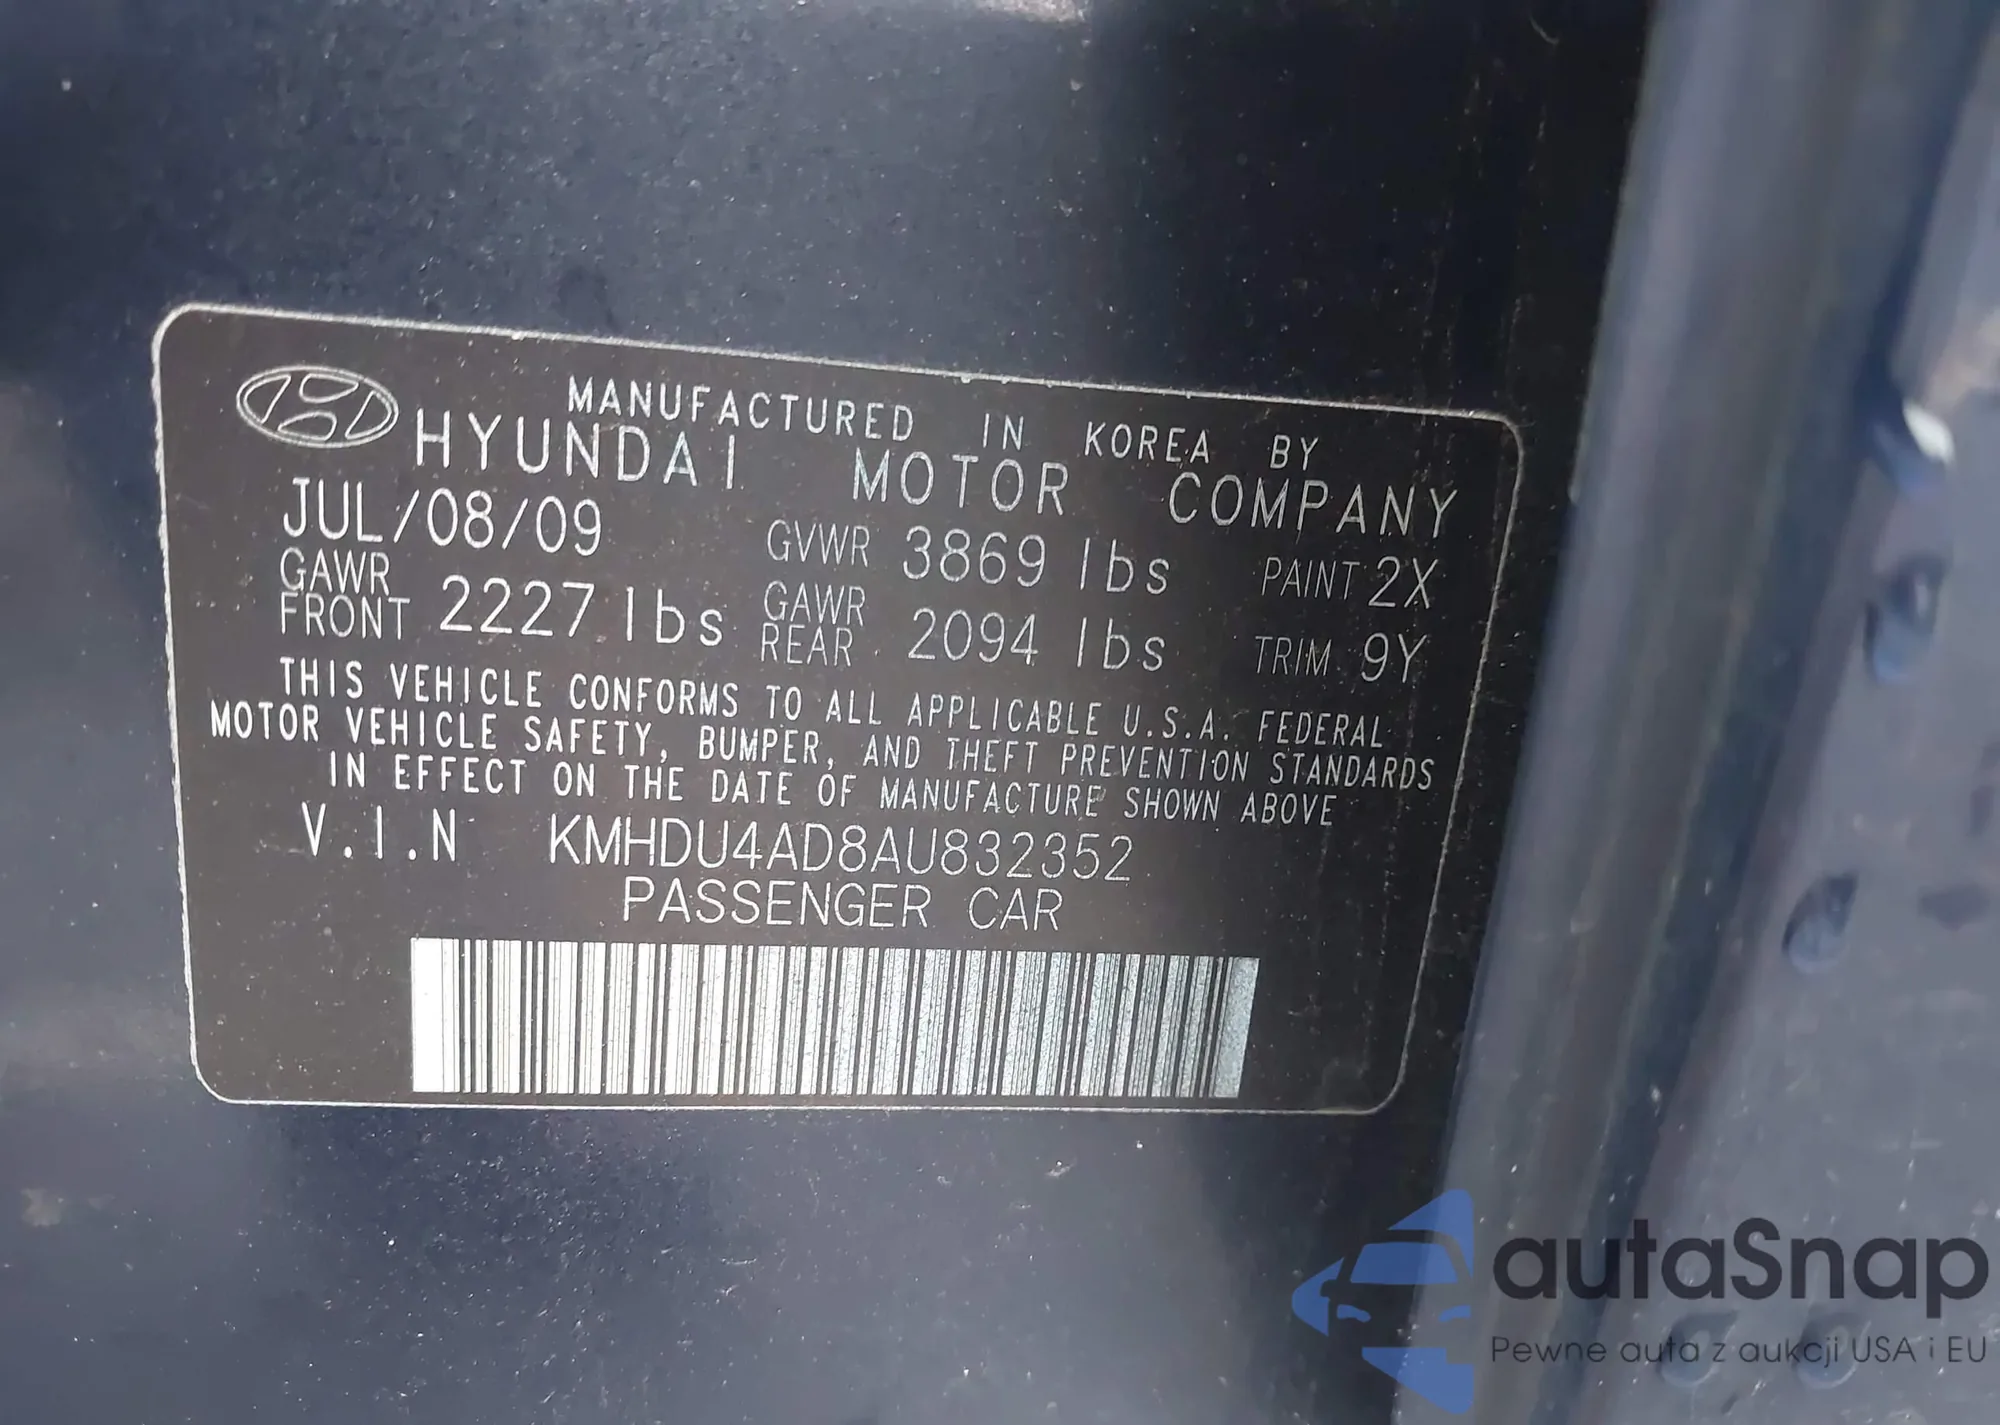 MANUFACTURED IN KOREA BY
HYUNDAI MOTOR COMPANY
JUL/08/09 GVWR 3869 lbs PAINT 2X
GAWR FRONT 2227 lbs GAWR REAR 2094 lbs TRIM 9Y
THIS VEHICLE CONFORMS TO ALL APPLICABLE U.S.A. FEDERAL
MOTOR VEHICLE SAFETY, BUMPER, AND THEFT PREVENTION STANDARDS
IN EFFECT ON THE DATE OF MANUFACTURE SHOWN ABOVE
V.I.N KMHDU4AD8AU832352
PASSENGER CAR
autaSnap
Pewne auta z aukcji USA i EU